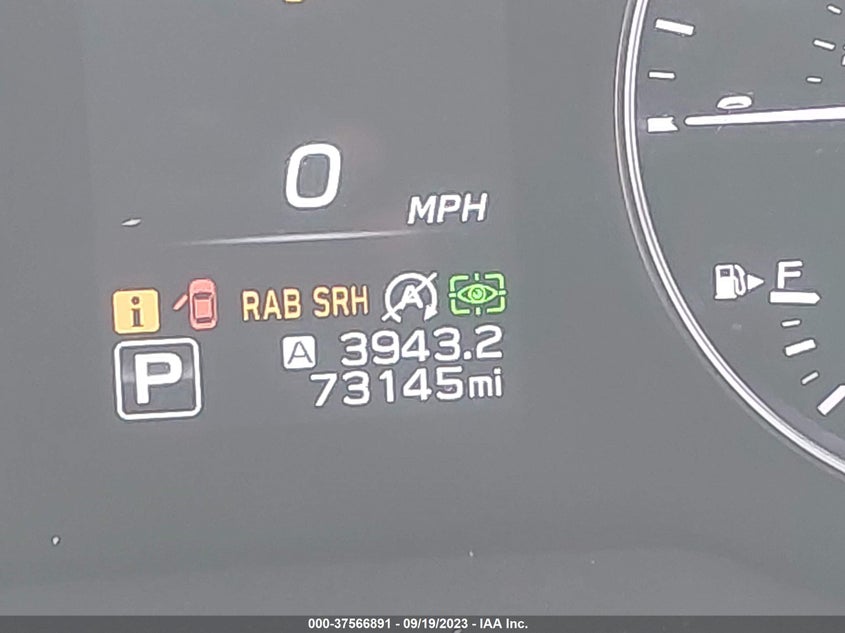 0
MPH
i RAB SRH A
A 3943.2
P 73145mi
F
000-37566891 - 09/19/2023 - IAA Inc.